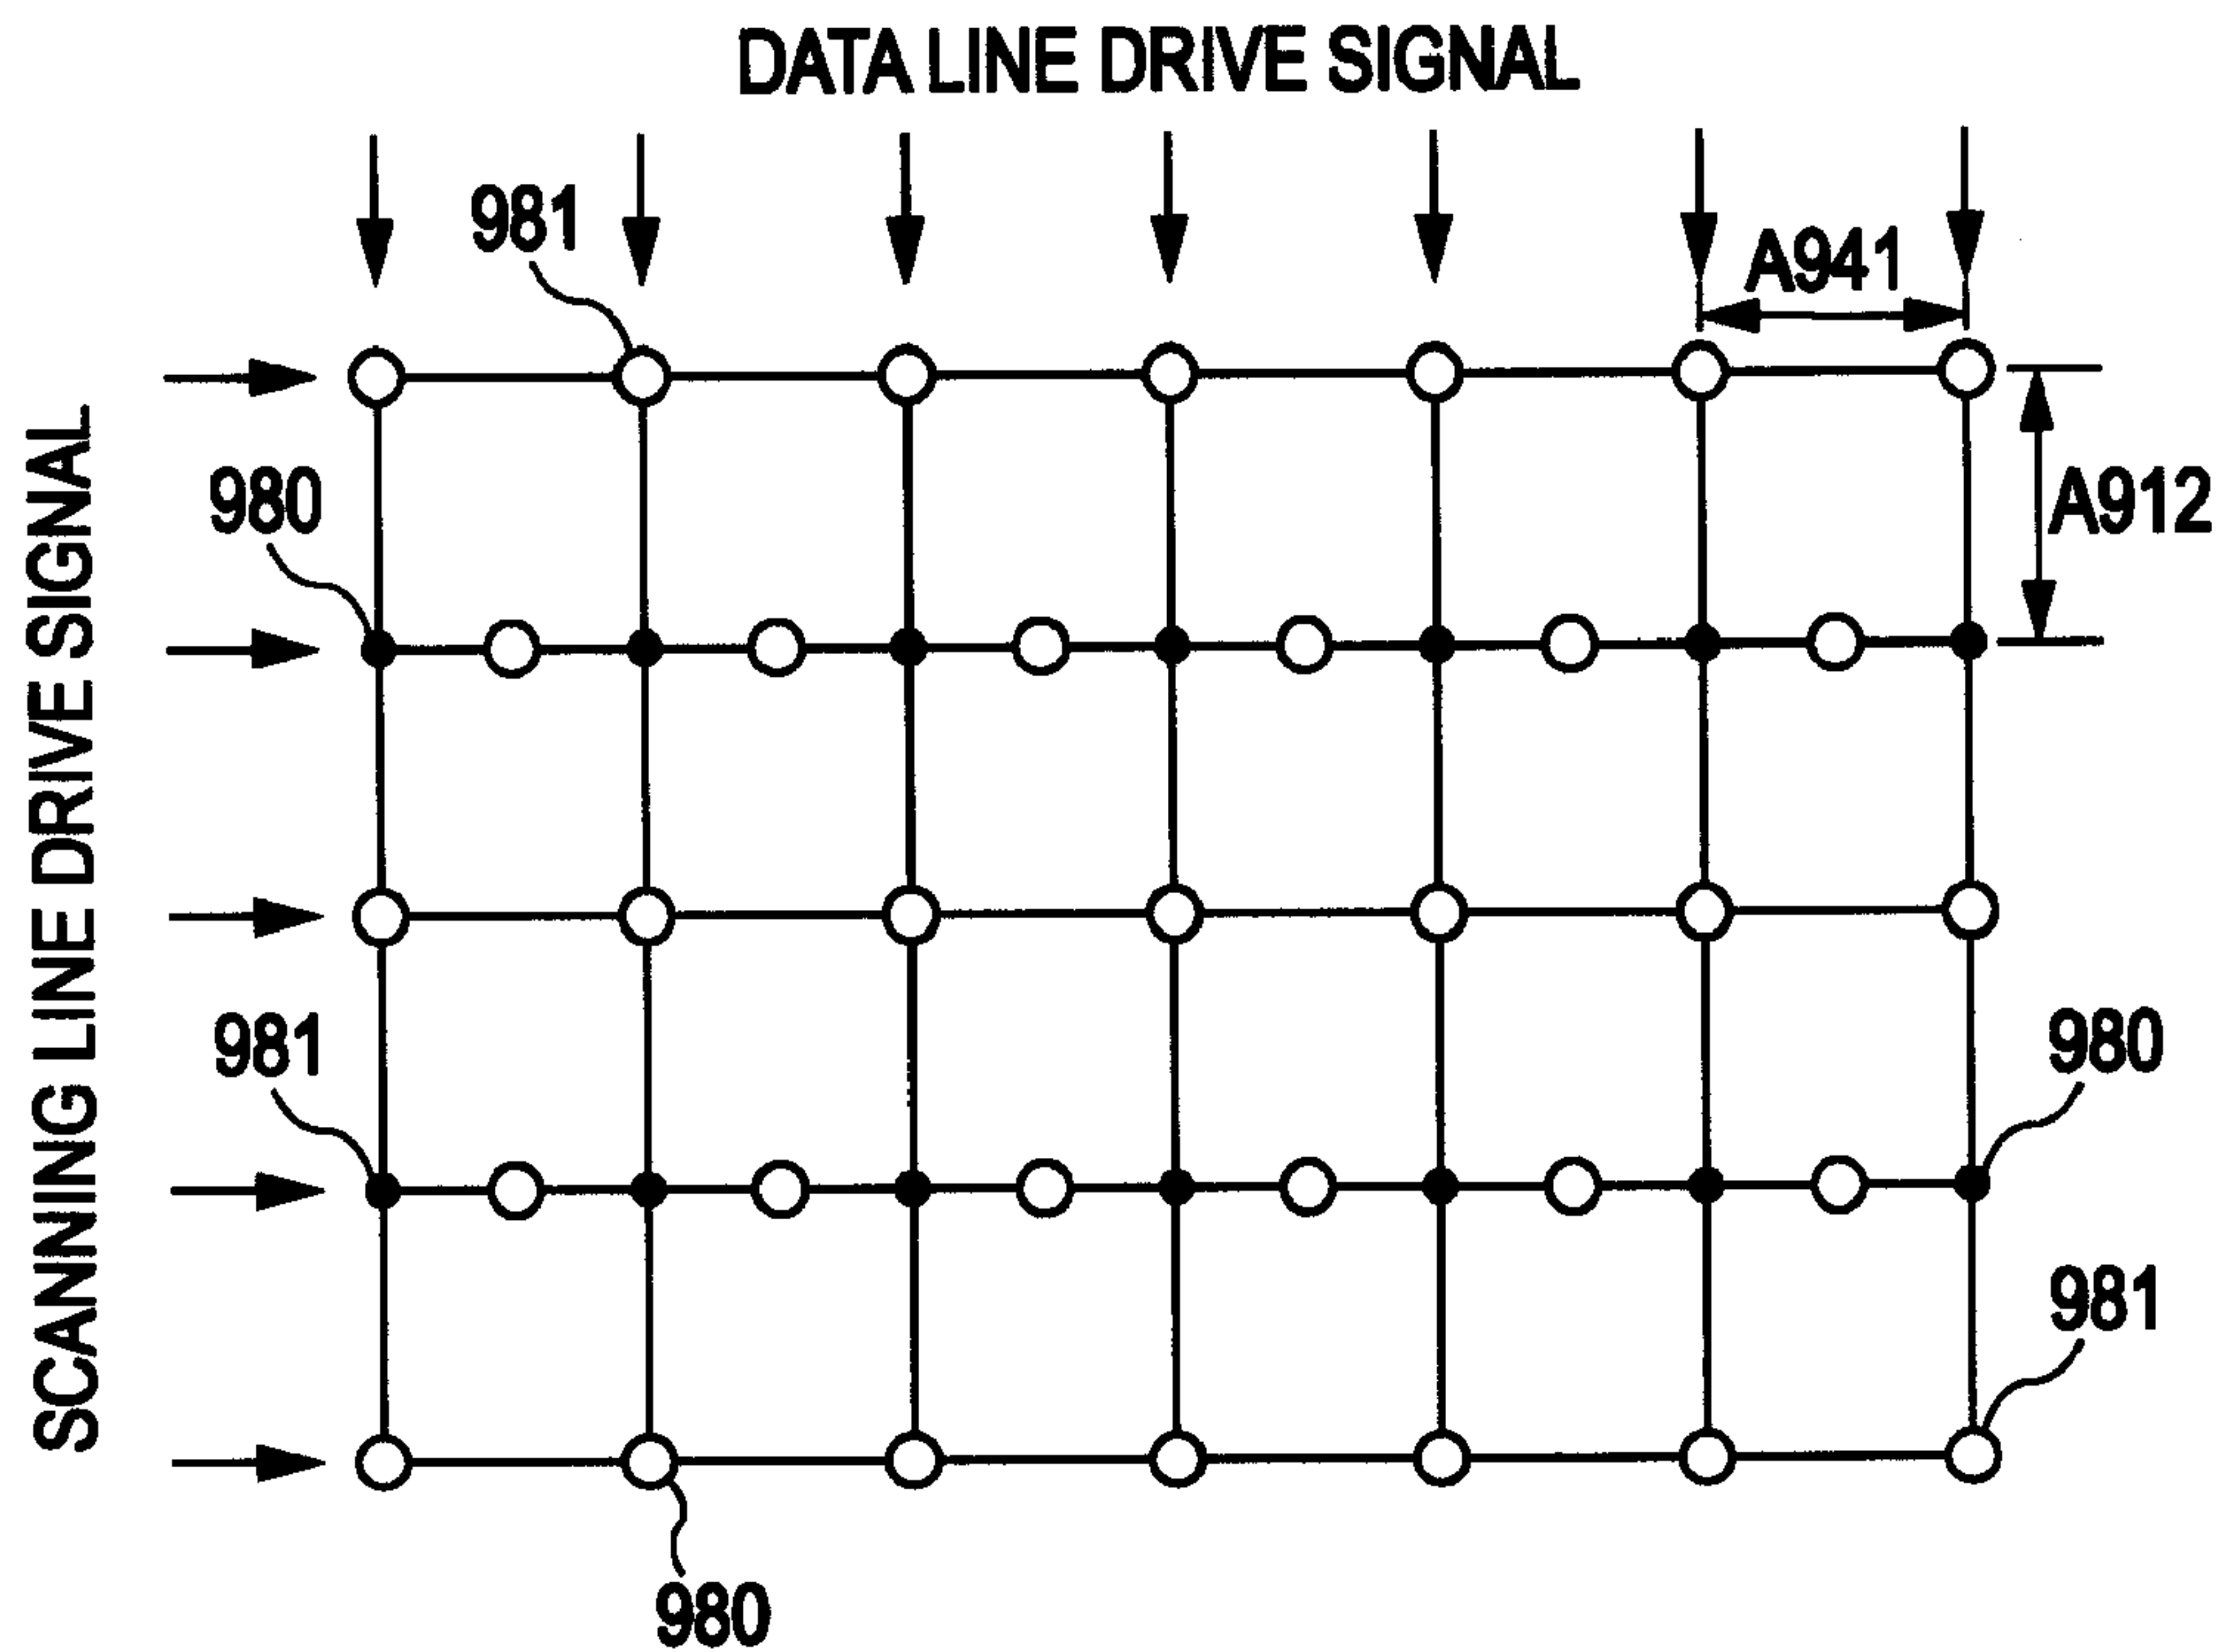 DATA LINE DRIVE SIGNAL
981
A941
980
A912
SCANNING LINE DRIVE SIGNAL
981
980
981
980